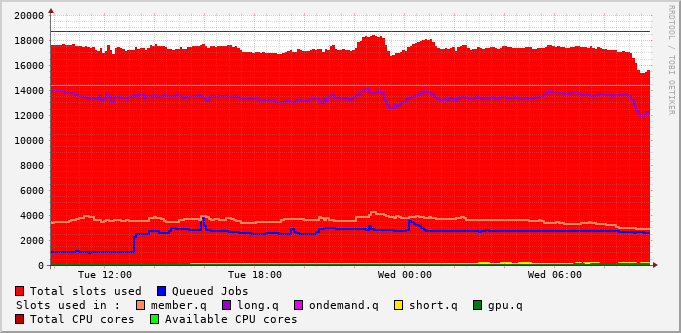 20000
18000
16000
14000
12000
10000
8000
6000
4000
2000
0
Tue 12:00 Tue 18:00 Wed 00:00 Wed 06:00
RRDTOOL / TOBI OETIKER
Total slots used Queued Jobs
Slots used in : member.q long.q ondemand.q short.q gpu.q
Total CPU cores Available CPU cores